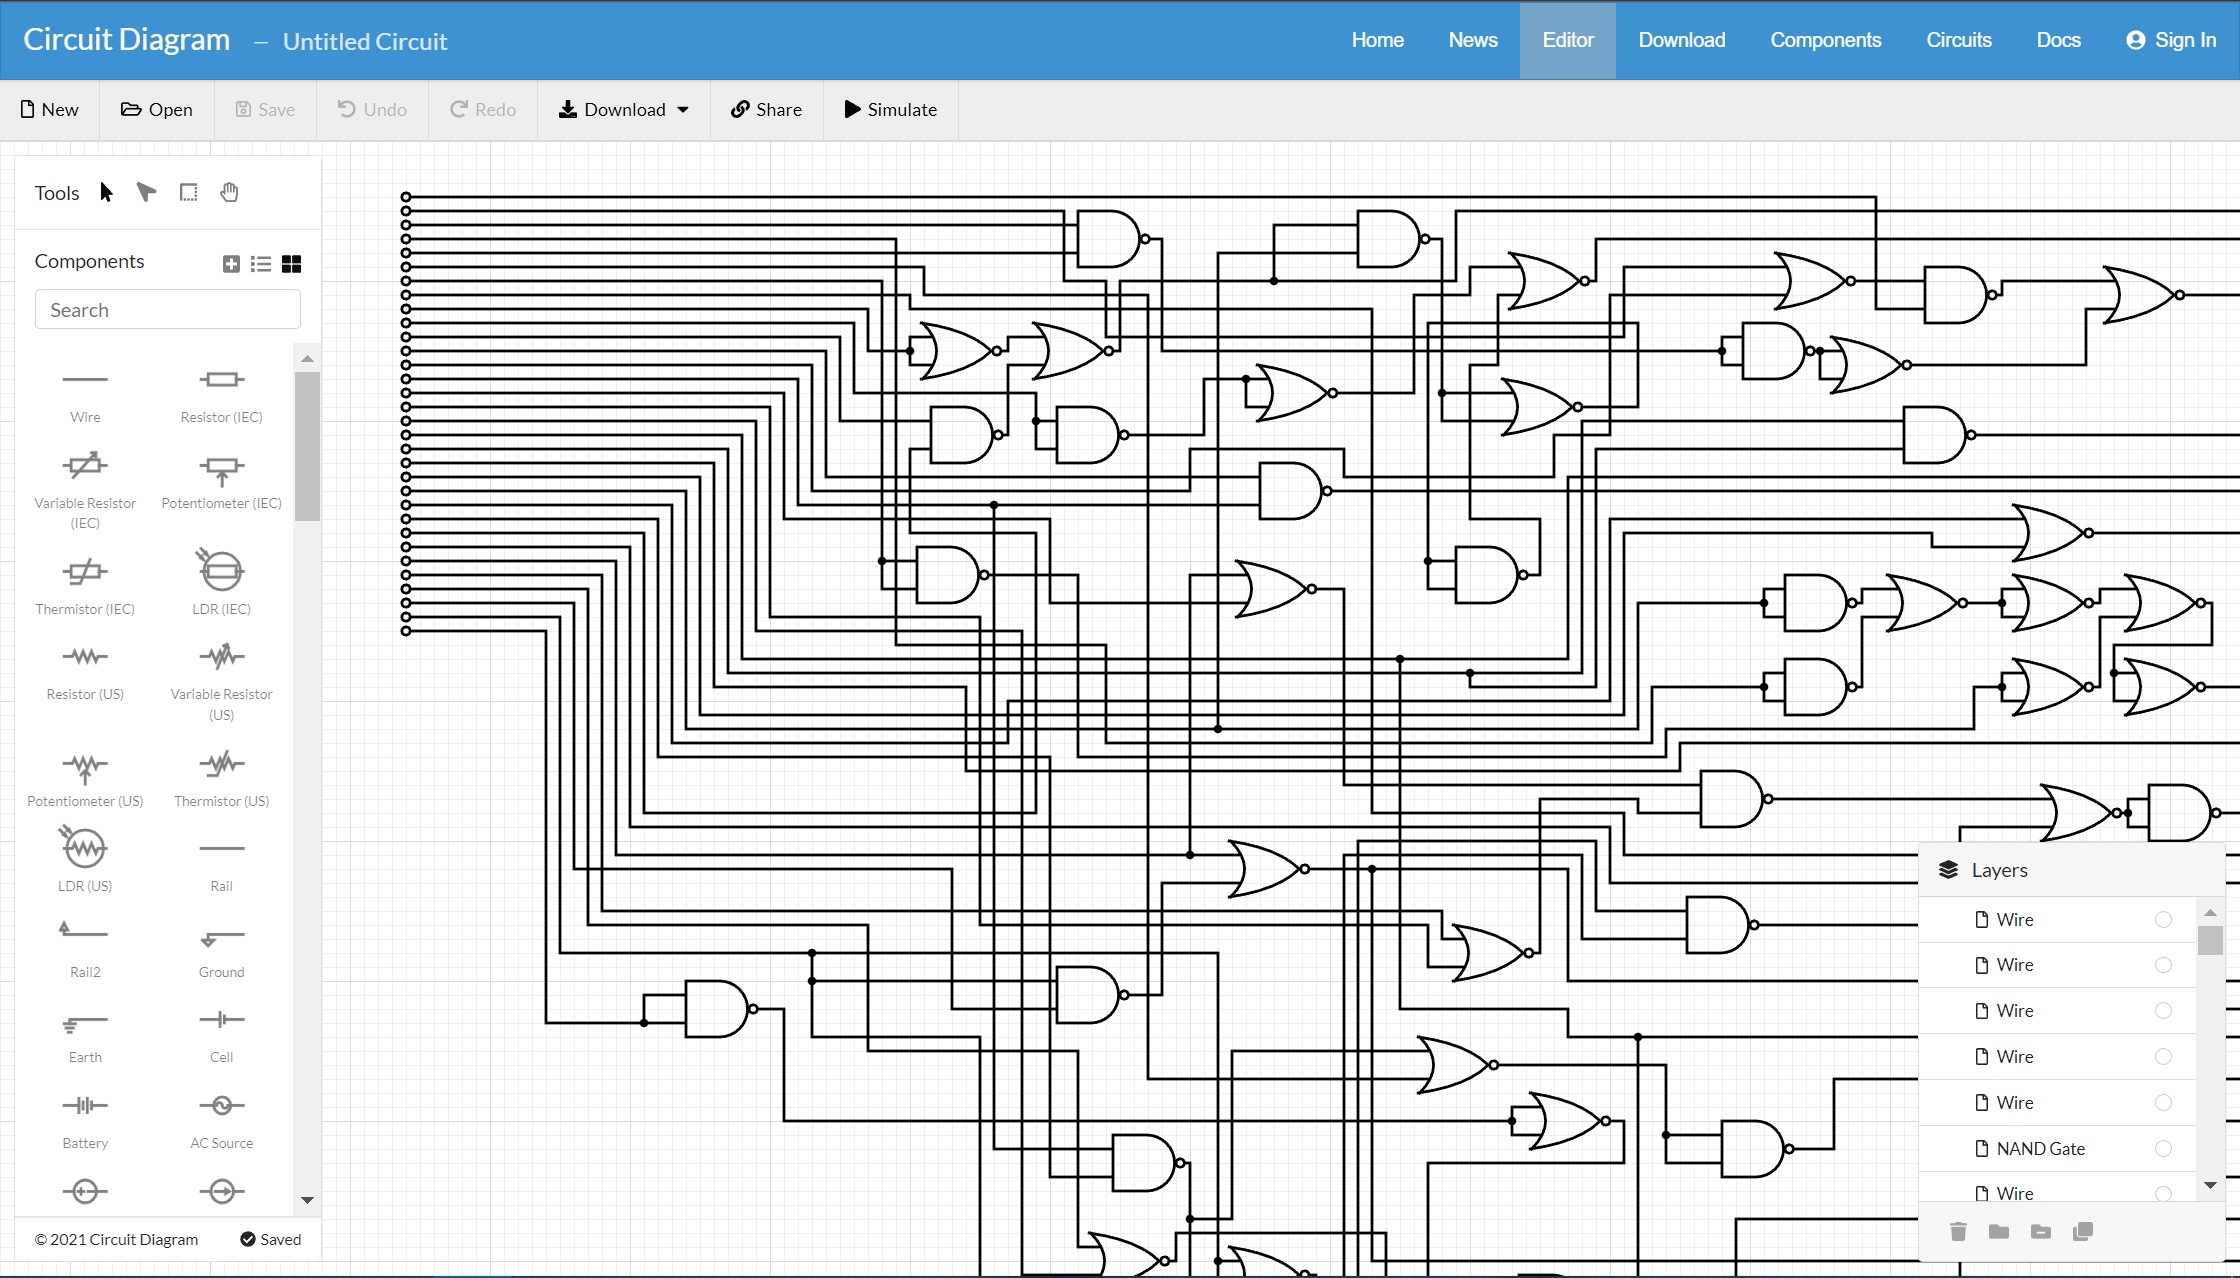 Circuit Diagram – Untitled Circuit
Home News Editor Download Components Circuits Docs Sign In
New Open Save Undo Redo Download Share Simulate
Tools
Components
Search
Wire
Resistor (IEC)
Variable Resistor (IEC)
Potentiometer (IEC)
Thermistor (IEC)
LDR (IEC)
Resistor (US)
Variable Resistor (US)
Potentiometer (US)
Thermistor (US)
LDR (US)
Rail
Rail2
Ground
Earth
Cell
Battery
AC Source
© 2021 Circuit Diagram
Saved
Layers
Wire
Wire
Wire
Wire
Wire
NAND Gate
Wire